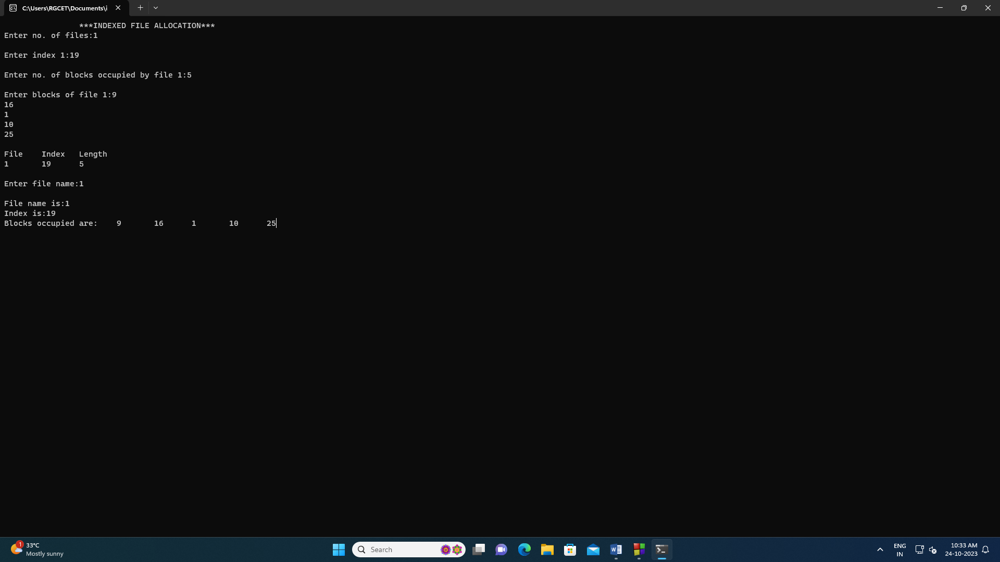 C:\Users\RGCET\Documents\i
***INDEXED FILE ALLOCATION***
Enter no. of files:1
Enter index 1:19
Enter no. of blocks occupied by file 1:5
Enter blocks of file 1:9
16
1
10
25
File Index Length
1 19 5
Enter file name:1
File name is:1
Index is:19
Blocks occupied are: 9 16 1 10 25
1
33°C
Mostly sunny
Search
ENG
IN
10:33 AM
24-10-2023